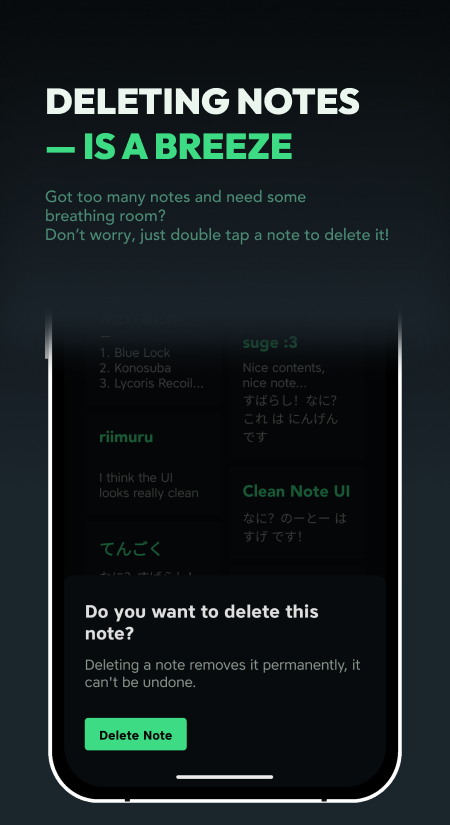 DELETING NOTES
— IS A BREEZE
Got too many notes and need some
breathing room?
Don't worry, just double tap a note to delete it!
1. Blue Lock
2. Konosuba
3. Lycoris Recoil...
suge :3
Nice contents,
nice note...
すばらし! なに?
これ は にんげん
です
riimuru
I think the UI
looks really clean
Clean Note UI
なに? のーとー は
すげ です!
てんごく
Do you want to delete this
note?
Deleting a note removes it permanently, it
can't be undone.
Delete Note